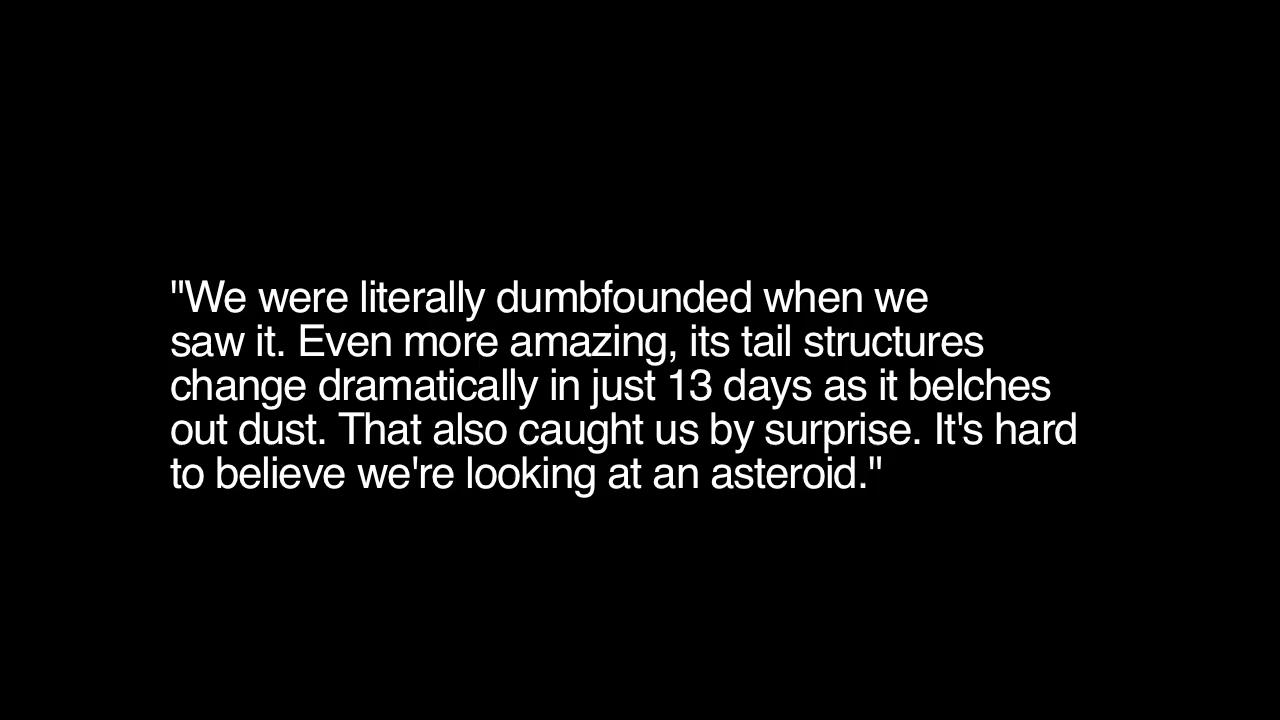 "We were literally dumbfounded when we
saw it. Even more amazing, its tail structures
change dramatically in just 13 days as it belches
out dust. That also caught us by surprise. It's hard
to believe we're looking at an asteroid."